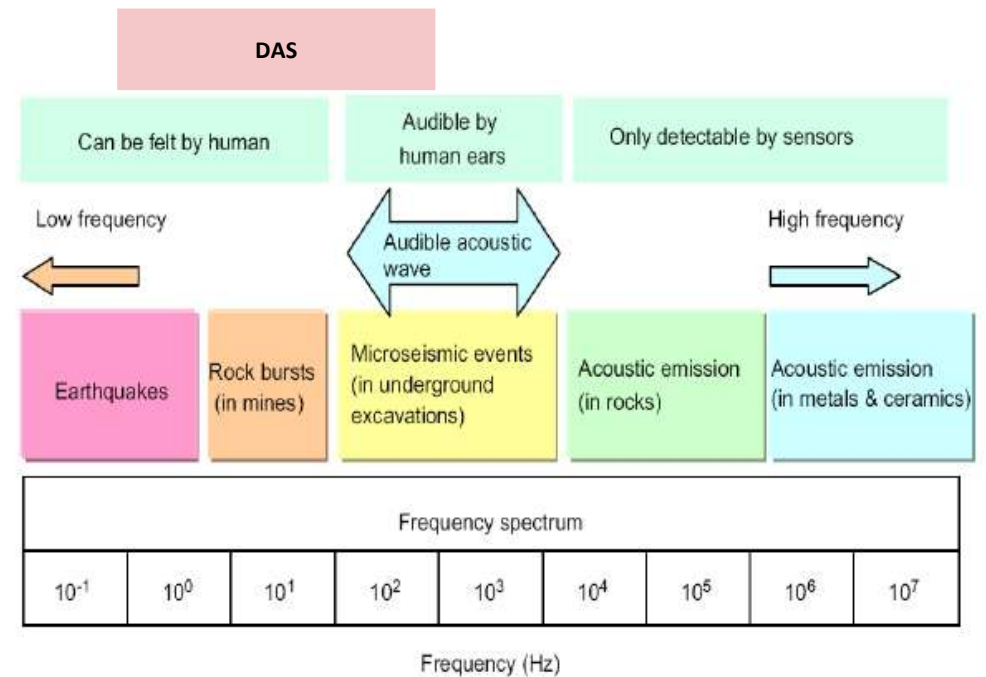 DAS
Can be felt by human
Audible by
human ears
Only detectable by sensors
Low frequency
High frequency
Audible acoustic
wave
Earthquakes
Rock bursts
(in mines)
Microseismic events
(in underground
excavations)
Acoustic emission
(in rocks)
Acoustic emission
(in metals & ceramics)
Frequency spectrum
10⁻¹ 10⁰ 10¹ 10² 10³ 10⁴ 10⁵ 10⁶ 10⁷
Frequency (Hz)